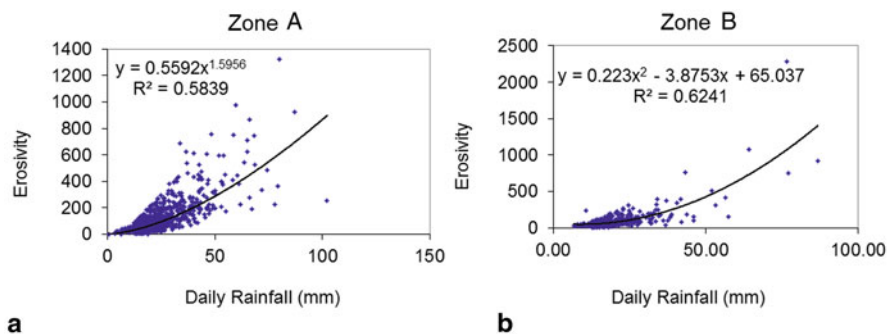 Zone A
y = 0.5592x^1.5956
R² = 0.5839
1400
1200
1000
800
600
400
200
0
Erosivity
0 50 100 150
Daily Rainfall (mm)
a
Zone B
y = 0.223x² - 3.8753x + 65.037
R² = 0.6241
2500
2000
1500
1000
500
0
Erosivity
0.00 50.00 100.00
Daily Rainfall (mm)
b